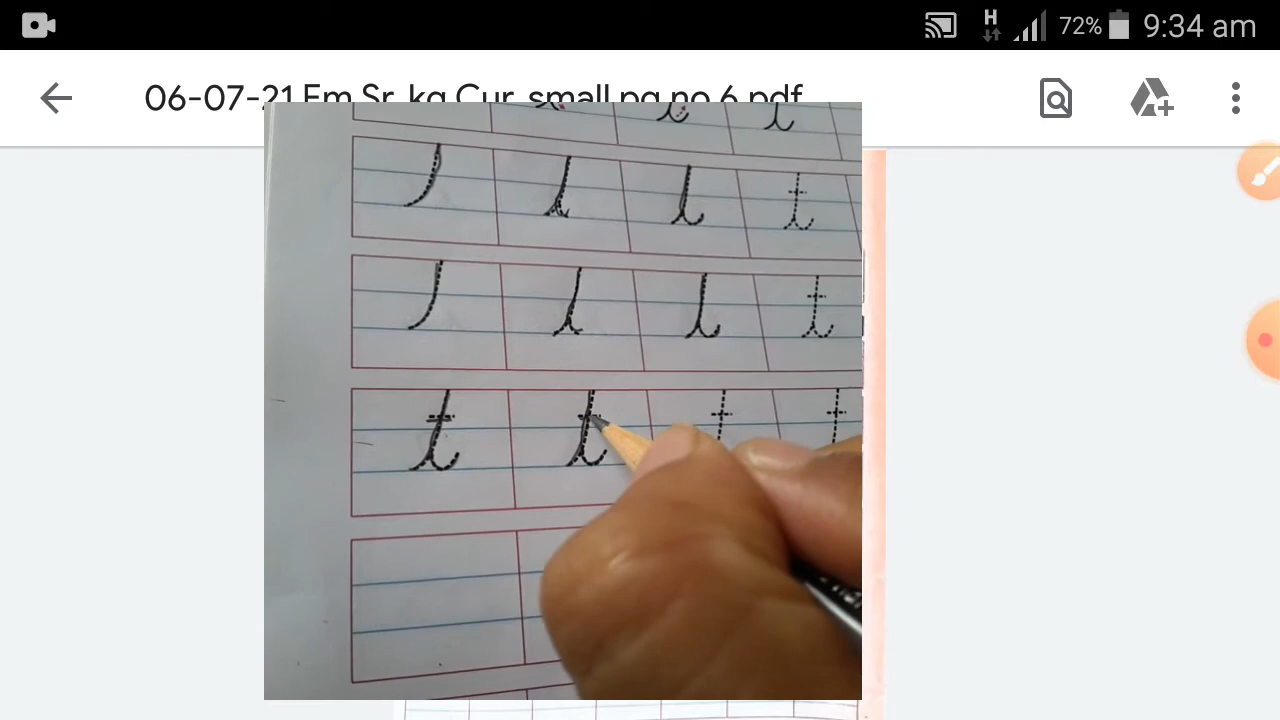 72% 9:34 am
06-07-21 Em Sr. kg Cur. small pg no 6.pdf
t t
l l t
l l t
t t t t